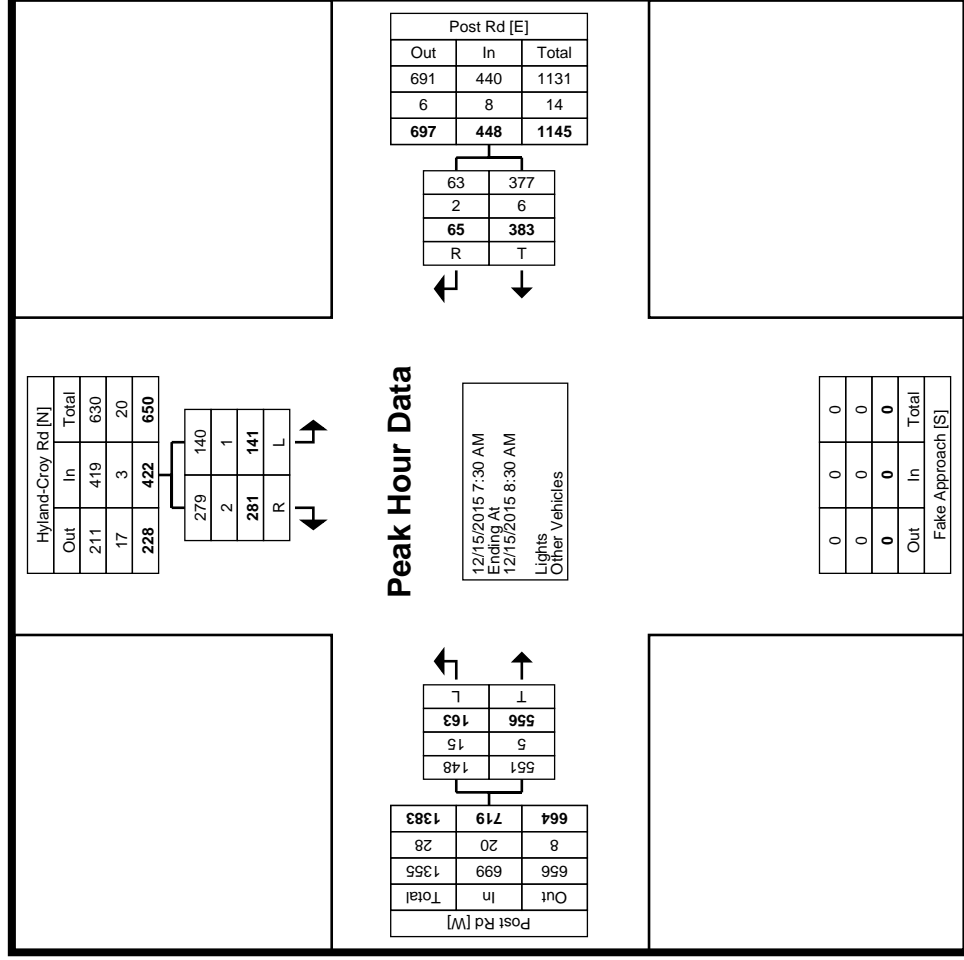 Post Rd [E]
Out In Total
691 440 1131
6 8 14
697 448 1145
63 377
2 6
65 383
R T
Hyland-Croy Rd [N]
Out In Total
211 419 630
17 3 20
228 422 650
279 140
2 1
281 141
R L
Peak Hour Data
12/15/2015 7:30 AM
Ending At
12/15/2015 8:30 AM
Lights
Other Vehicles
0 0 0
0 0 0
0 0 0
Out In Total
Fake Approach [S]
L T
163 556
15 5
148 551
Post Rd [W]
Out In Total
656 699 1355
8 20 28
664 719 1383